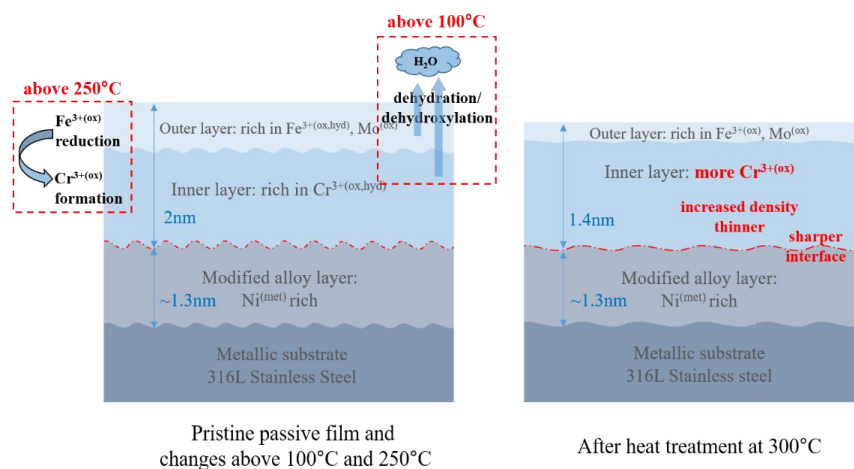 above 100°C
H₂O
dehydration/
dehydroxylation
above 250°C
Fe³⁺⁽ᵒˣ⁾
reduction
Cr³⁺⁽ᵒˣ⁾
formation
Outer layer: rich in Fe³⁺⁽ᵒˣ,ʰʸᵈ⁾, Mo⁽ᵒˣ⁾
Inner layer: rich in Cr³⁺⁽ᵒˣ,ʰʸᵈ⁾
2nm
Modified alloy layer:
~1.3nm
Ni⁽ᵐᵉᵗ⁾ rich
Metallic substrate
316L Stainless Steel
Pristine passive film and
changes above 100°C and 250°C
Outer layer: rich in Fe³⁺⁽ᵒˣ⁾, Mo⁽ᵒˣ⁾
Inner layer: more Cr³⁺⁽ᵒˣ⁾
increased density
thinner
1.4nm
sharper
interface
Modified alloy layer:
~1.3nm
Ni⁽ᵐᵉᵗ⁾ rich
Metallic substrate
316L Stainless Steel
After heat treatment at 300°C